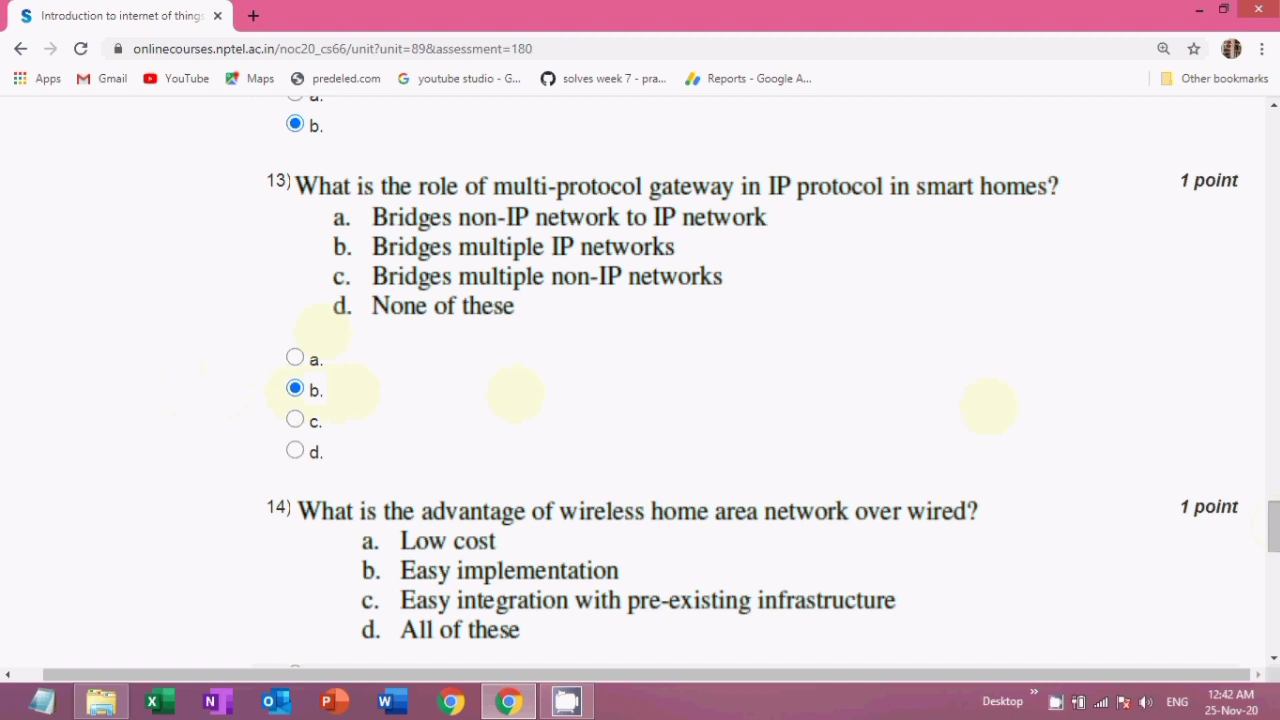 Introduction to internet of things
onlinecourses.nptel.ac.in/noc20_cs66/unit?unit=89&assessment=180
Apps Gmail YouTube Maps predeled.com youtube studio - G... solves week 7 - pra... Reports - Google A... Other bookmarks
a.
b.
13) What is the role of multi-protocol gateway in IP protocol in smart homes? 1 point
a. Bridges non-IP network to IP network
b. Bridges multiple IP networks
c. Bridges multiple non-IP networks
d. None of these
a.
b.
c.
d.
14) What is the advantage of wireless home area network over wired? 1 point
a. Low cost
b. Easy implementation
c. Easy integration with pre-existing infrastructure
d. All of these
Desktop ENG 12:42 AM
25-Nov-20